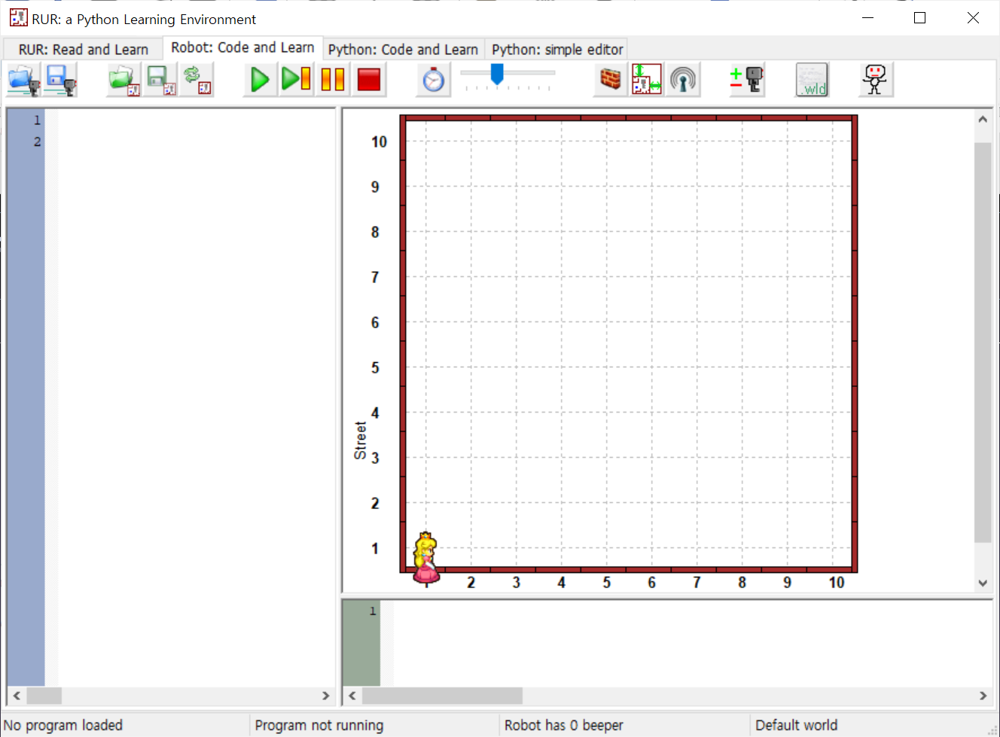 RUR: a Python Learning Environment
RUR: Read and Learn
Robot: Code and Learn
Python: Code and Learn
Python: simple editor
.wld
1
2
10
9
8
7
6
5
4
Street
3
2
1
2 3 4 5 6 7 8 9 10
1
No program loaded
Program not running
Robot has 0 beeper
Default world